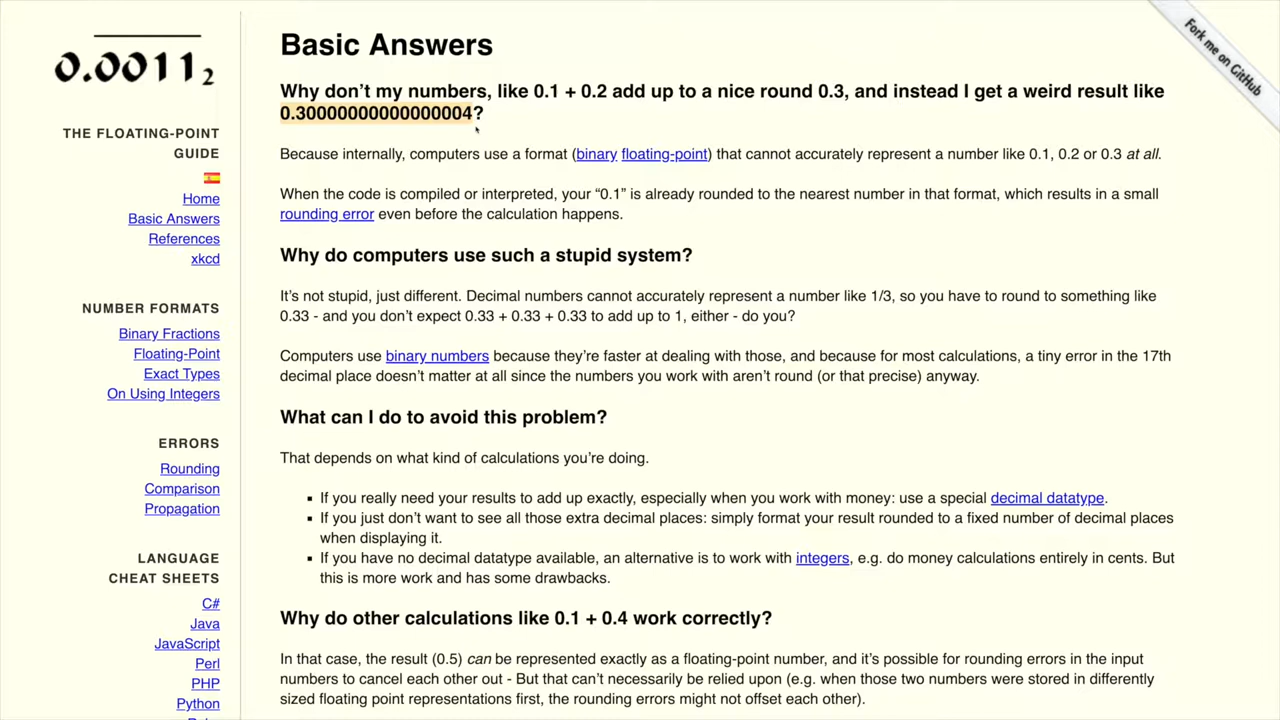 0.0011₂
THE FLOATING-POINT
GUIDE
Home
Basic Answers
References
xkcd
NUMBER FORMATS
Binary Fractions
Floating-Point
Exact Types
On Using Integers
ERRORS
Rounding
Comparison
Propagation
LANGUAGE
CHEAT SHEETS
C#
Java
JavaScript
Perl
PHP
Python
Fork me on GitHub
Basic Answers
Why don’t my numbers, like 0.1 + 0.2 add up to a nice round 0.3, and instead I get a weird result like
0.30000000000000004?
Because internally, computers use a format (binary floating-point) that cannot accurately represent a number like 0.1, 0.2 or 0.3 at all.
When the code is compiled or interpreted, your “0.1” is already rounded to the nearest number in that format, which results in a small
rounding error even before the calculation happens.
Why do computers use such a stupid system?
It’s not stupid, just different. Decimal numbers cannot accurately represent a number like 1/3, so you have to round to something like
0.33 - and you don’t expect 0.33 + 0.33 + 0.33 to add up to 1, either - do you?
Computers use binary numbers because they’re faster at dealing with those, and because for most calculations, a tiny error in the 17th
decimal place doesn’t matter at all since the numbers you work with aren’t round (or that precise) anyway.
What can I do to avoid this problem?
That depends on what kind of calculations you’re doing.
▪ If you really need your results to add up exactly, especially when you work with money: use a special decimal datatype.
▪ If you just don’t want to see all those extra decimal places: simply format your result rounded to a fixed number of decimal places
when displaying it.
▪ If you have no decimal datatype available, an alternative is to work with integers, e.g. do money calculations entirely in cents. But
this is more work and has some drawbacks.
Why do other calculations like 0.1 + 0.4 work correctly?
In that case, the result (0.5) can be represented exactly as a floating-point number, and it’s possible for rounding errors in the input
numbers to cancel each other out - But that can’t necessarily be relied upon (e.g. when those two numbers were stored in differently
sized floating point representations first, the rounding errors might not offset each other).